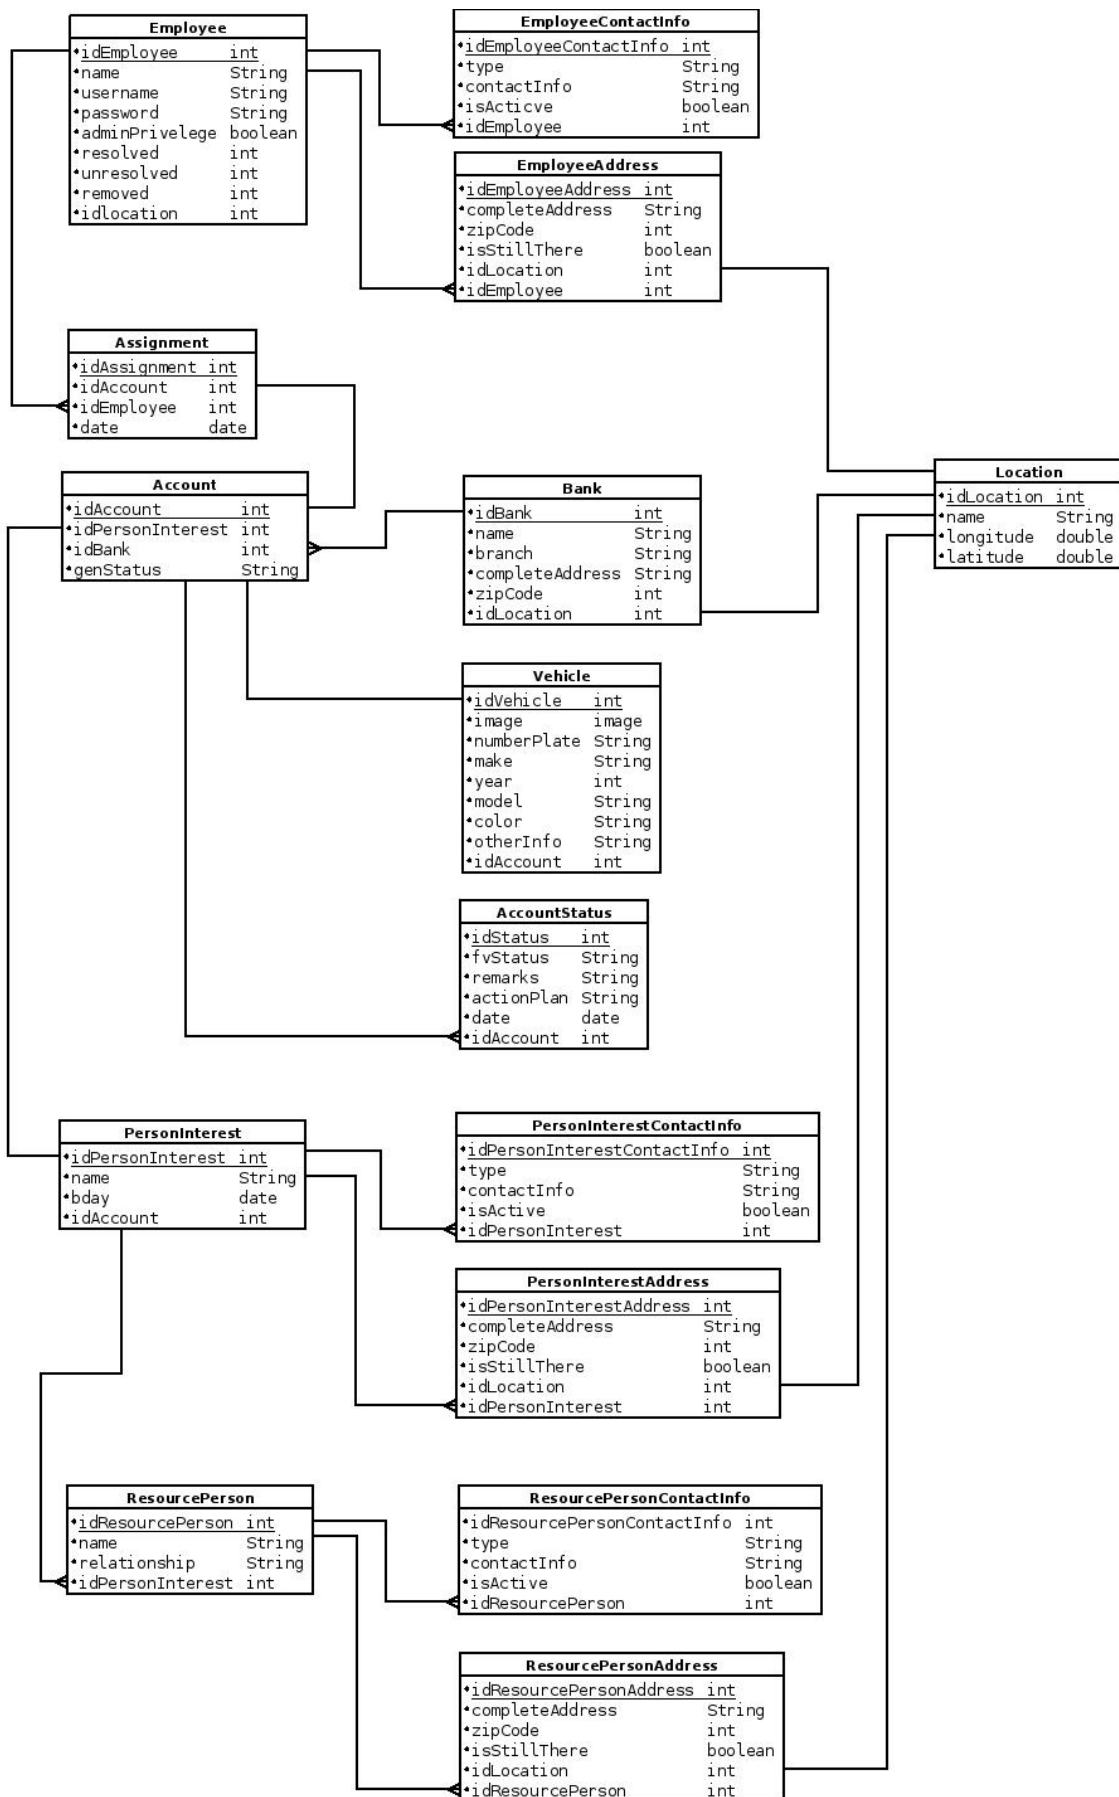 Employee
idEmployee int
name String
username String
password String
adminPrivelege boolean
resolved int
unresolved int
removed int
idlocation int
EmployeeContactInfo
idEmployeeContactInfo int
type String
contactInfo String
isActicve boolean
idEmployee int
EmployeeAddress
idEmployeeAddress int
completeAddress String
zipCode int
isStillThere boolean
idLocation int
idEmployee int
Assignment
idAssignment int
idAccount int
idEmployee int
date date
Account
idAccount int
idPersonInterest int
idBank int
genStatus String
Bank
idBank int
name String
branch String
completeAddress String
zipCode int
idLocation int
Location
idLocation int
name String
longitude double
latitude double
Vehicle
idVehicle int
image image
numberPlate String
make String
year int
model String
color String
otherInfo String
idAccount int
AccountStatus
idStatus int
fvStatus String
remarks String
actionPlan String
date date
idAccount int
PersonInterest
idPersonInterest int
name String
bday date
idAccount int
PersonInterestContactInfo
idPersonInterestContactInfo int
type String
contactInfo String
isActive boolean
idPersonInterest int
PersonInterestAddress
idPersonInterestAddress int
completeAddress String
zipCode int
isStillThere boolean
idLocation int
idPersonInterest int
ResourcePerson
idResourcePerson int
name String
relationship String
idPersonInterest int
ResourcePersonContactInfo
idResourcePersonContactInfo int
type String
contactInfo String
isActive boolean
idResourcePerson int
ResourcePersonAddress
idResourcePersonAddress int
completeAddress String
zipCode int
isStillThere boolean
idLocation int
idResourcePerson int